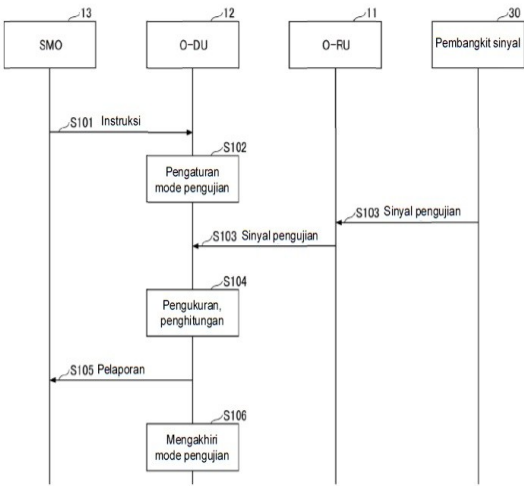 13
12
11
30
SMO
O-DU
O-RU
Pembangkit sinyal
S101 Instruksi
S102
Pengaturan
mode pengujian
S103 Sinyal pengujian
S103 Sinyal pengujian
S104
Pengukuran,
penghitungan
S105 Pelaporan
S106
Mengakhiri
mode pengujian